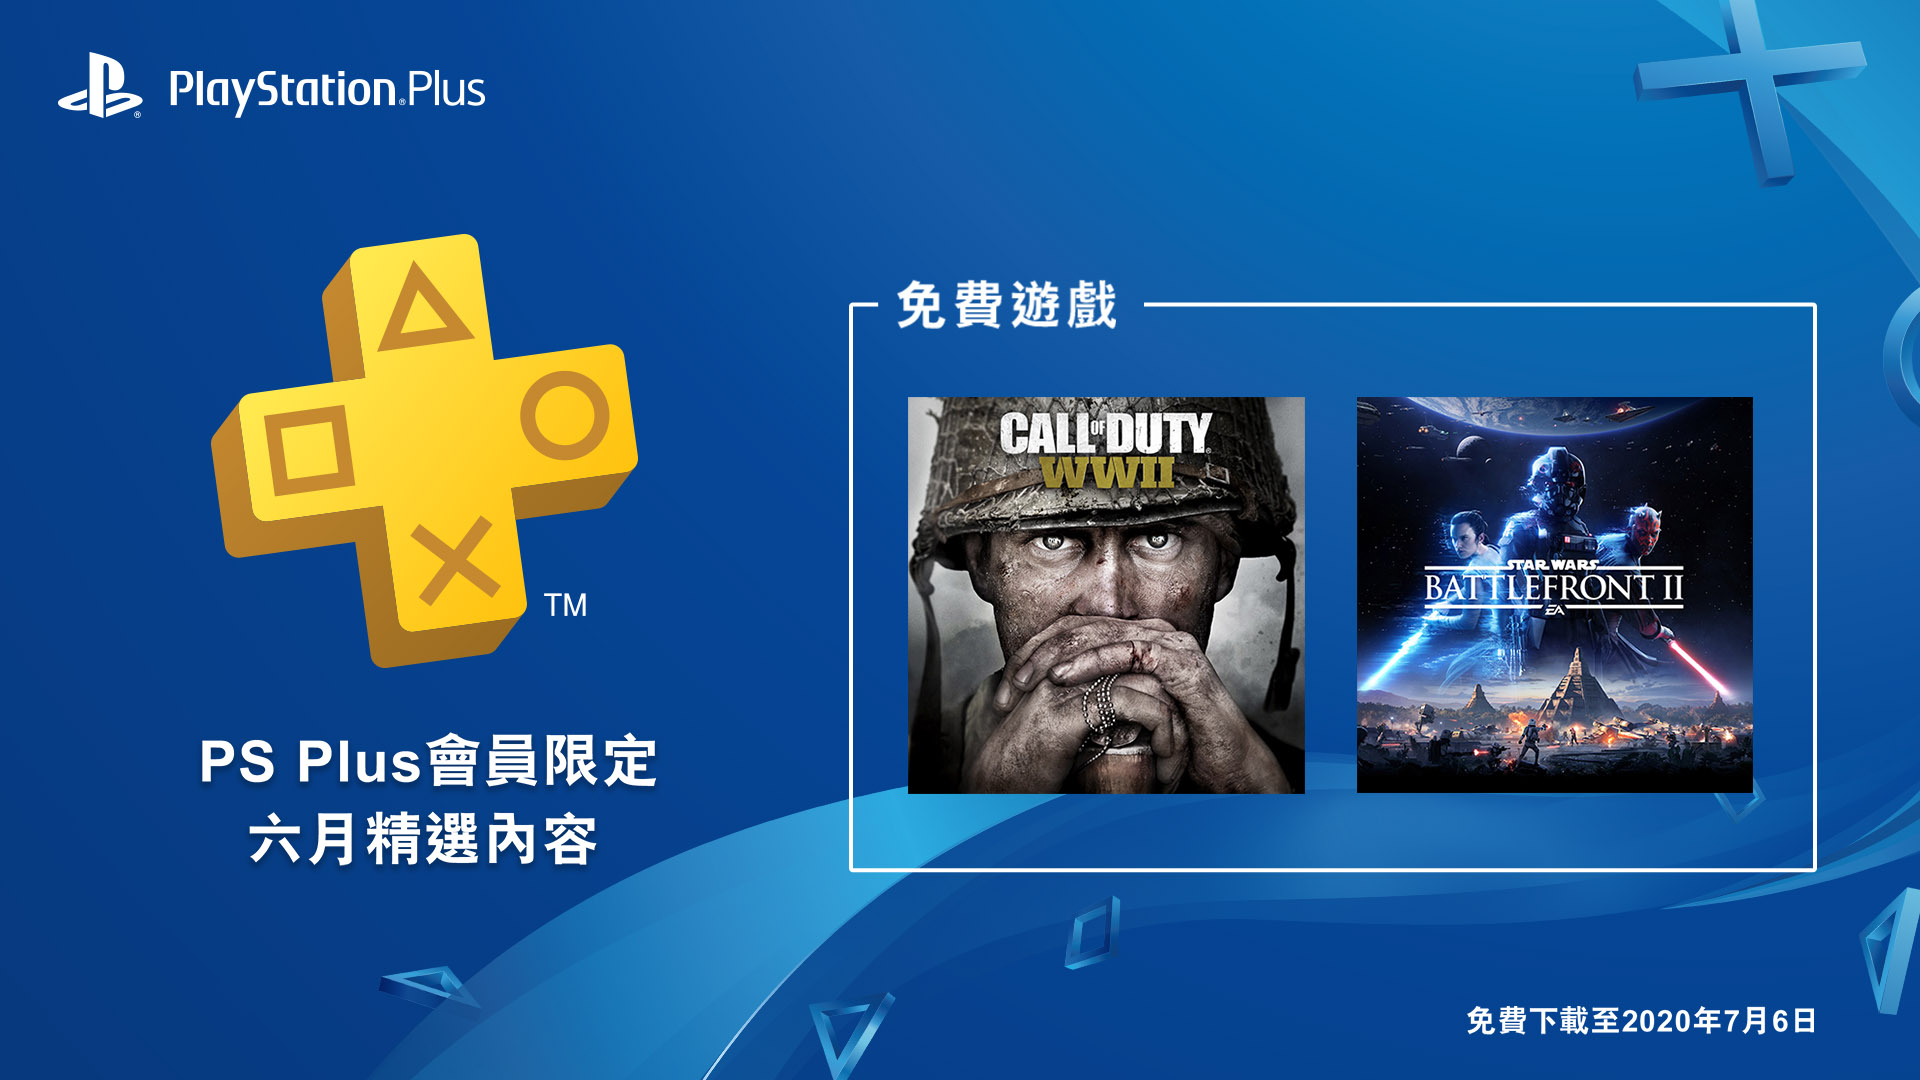 PlayStation®Plus
TM
PS Plus會員限定
六月精選內容
免費遊戲
CALL OF DUTY®
WWII
STAR WARS
BATTLEFRONT II
EA
免費下載至2020年7月6日